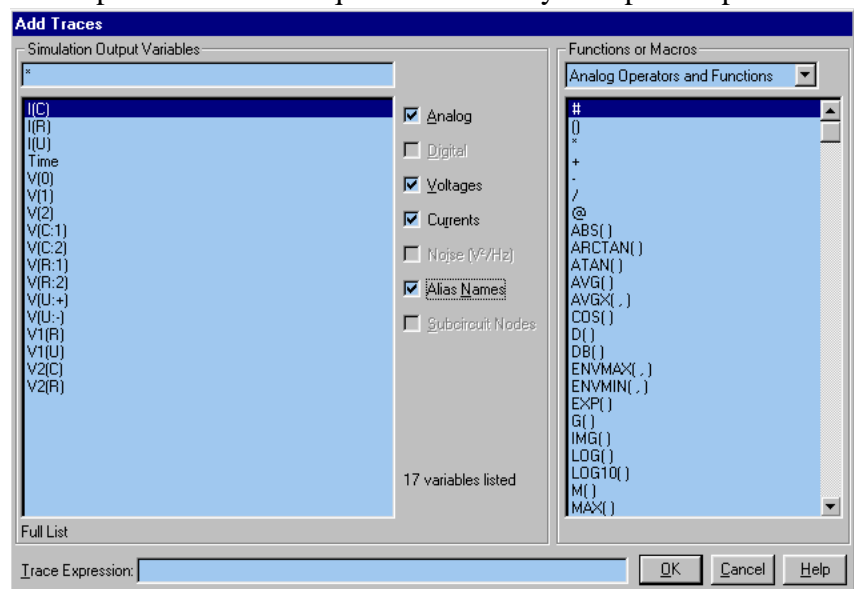 Add Traces
Simulation Output Variables
*
I(C)
I(R)
I(U)
Time
V(0)
V(1)
V(2)
V(C:1)
V(C:2)
V(R:1)
V(R:2)
V(U:+)
V(U:-)
V1(R)
V1(U)
V2(C)
V2(R)
Full List
Analog
Digital
Voltages
Currents
Noise (V²/Hz)
Alias Names
Subcircuit Nodes
17 variables listed
Functions or Macros
Analog Operators and Functions
#
()
*
+
-
/
@
ABS( )
ARCTAN( )
ATAN( )
AVG( )
AVGX( , )
COS( )
D( )
DB( )
ENVMAX( , )
ENVMIN( , )
EXP( )
G( )
IMG( )
LOG( )
LOG10( )
M( )
MAX( )
Trace Expression:
OK
Cancel
Help